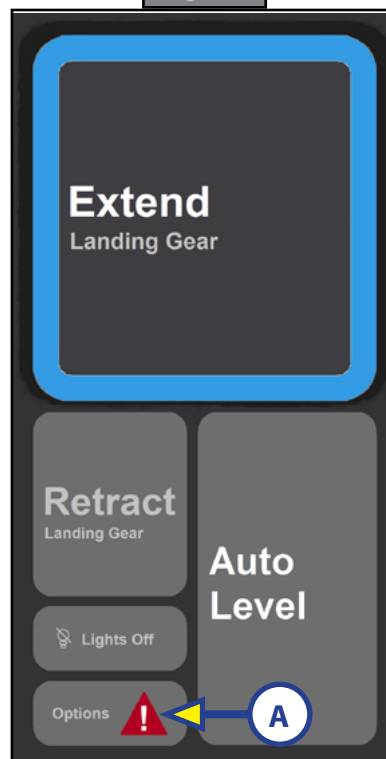 Extend
Landing Gear
Retract
Landing Gear
Auto
Level
Lights Off
Options
!
A